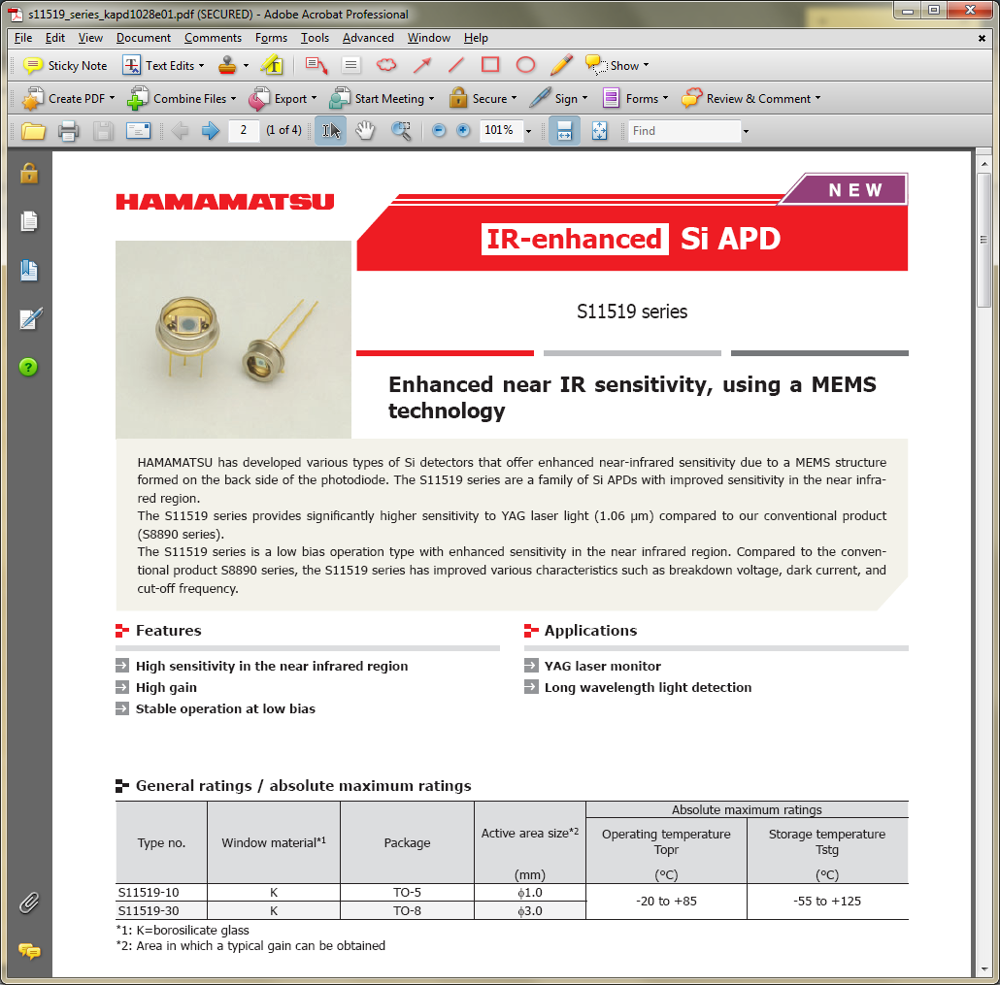 s11519_series_kapd1028e01.pdf (SECURED) - Adobe Acrobat Professional
File Edit View Document Comments Forms Tools Advanced Window Help
Sticky Note Text Edits Show
Create PDF Combine Files Export Start Meeting Secure Sign Forms Review & Comment
2 (1 of 4) 101% Find
NEW
HAMAMATSU
IR-enhanced Si APD
S11519 series
Enhanced near IR sensitivity, using a MEMS
technology
HAMAMATSU has developed various types of Si detectors that offer enhanced near-infrared sensitivity due to a MEMS structure
formed on the back side of the photodiode. The S11519 series are a family of Si APDs with improved sensitivity in the near infra-
red region.
The S11519 series provides significantly higher sensitivity to YAG laser light (1.06 μm) compared to our conventional product
(S8890 series).
The S11519 series is a low bias operation type with enhanced sensitivity in the near infrared region. Compared to the conven-
tional product S8890 series, the S11519 series has improved various characteristics such as breakdown voltage, dark current, and
cut-off frequency.
Features
High sensitivity in the near infrared region
High gain
Stable operation at low bias
Applications
YAG laser monitor
Long wavelength light detection
General ratings / absolute maximum ratings
Type no. Window material*1 Package Active area size*2 (mm) Absolute maximum ratings
Operating temperature Topr (°C) Storage temperature Tstg (°C)
S11519-10 K TO-5 φ1.0 -20 to +85 -55 to +125
S11519-30 K TO-8 φ3.0
*1: K=borosilicate glass
*2: Area in which a typical gain can be obtained